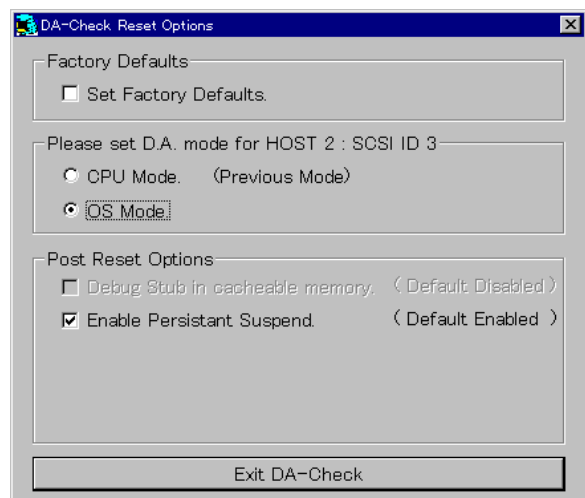 DA-Check Reset Options
Factory Defaults
Set Factory Defaults.
Please set D.A. mode for HOST 2 : SCSI ID 3
CPU Mode. (Previous Mode)
OS Mode.
Post Reset Options
Debug Stub in cacheable memory. ( Default Disabled )
Enable Persistant Suspend. ( Default Enabled )
Exit DA-Check